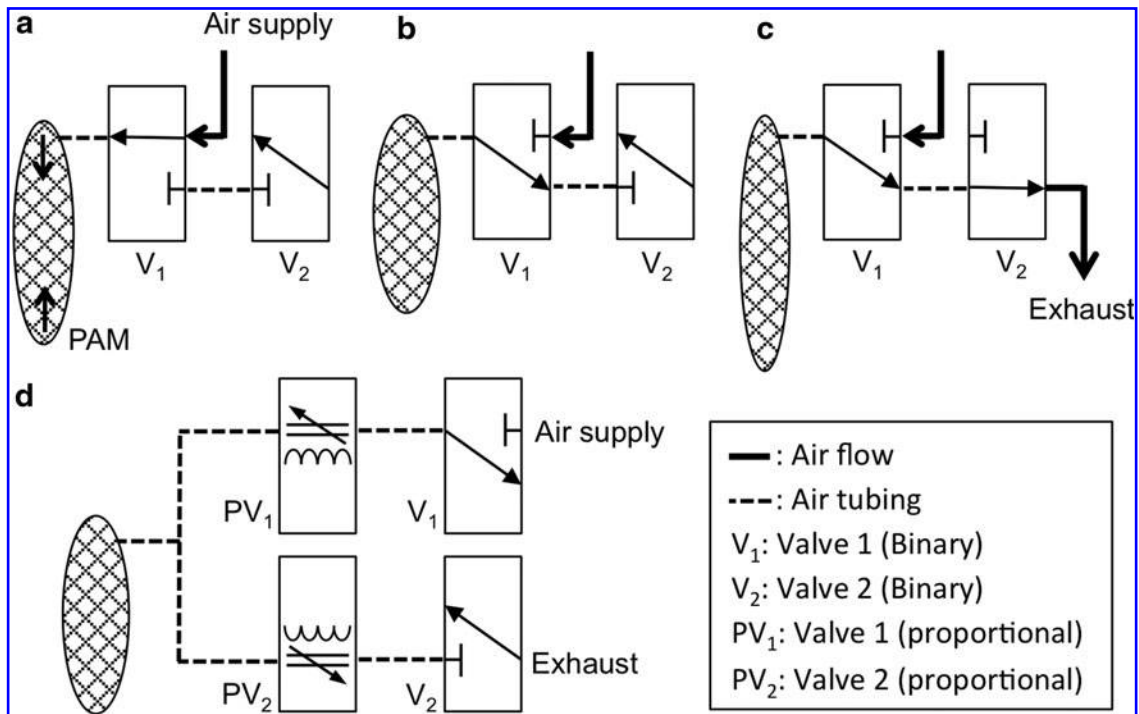 a
Air supply
b
c
V₁
V₂
V₁
V₂
V₁
V₂
PAM
Exhaust
d
Air supply
PV₁
V₁
Exhaust
PV₂
V₂
: Air flow
: Air tubing
V₁: Valve 1 (Binary)
V₂: Valve 2 (Binary)
PV₁: Valve 1 (proportional)
PV₂: Valve 2 (proportional)